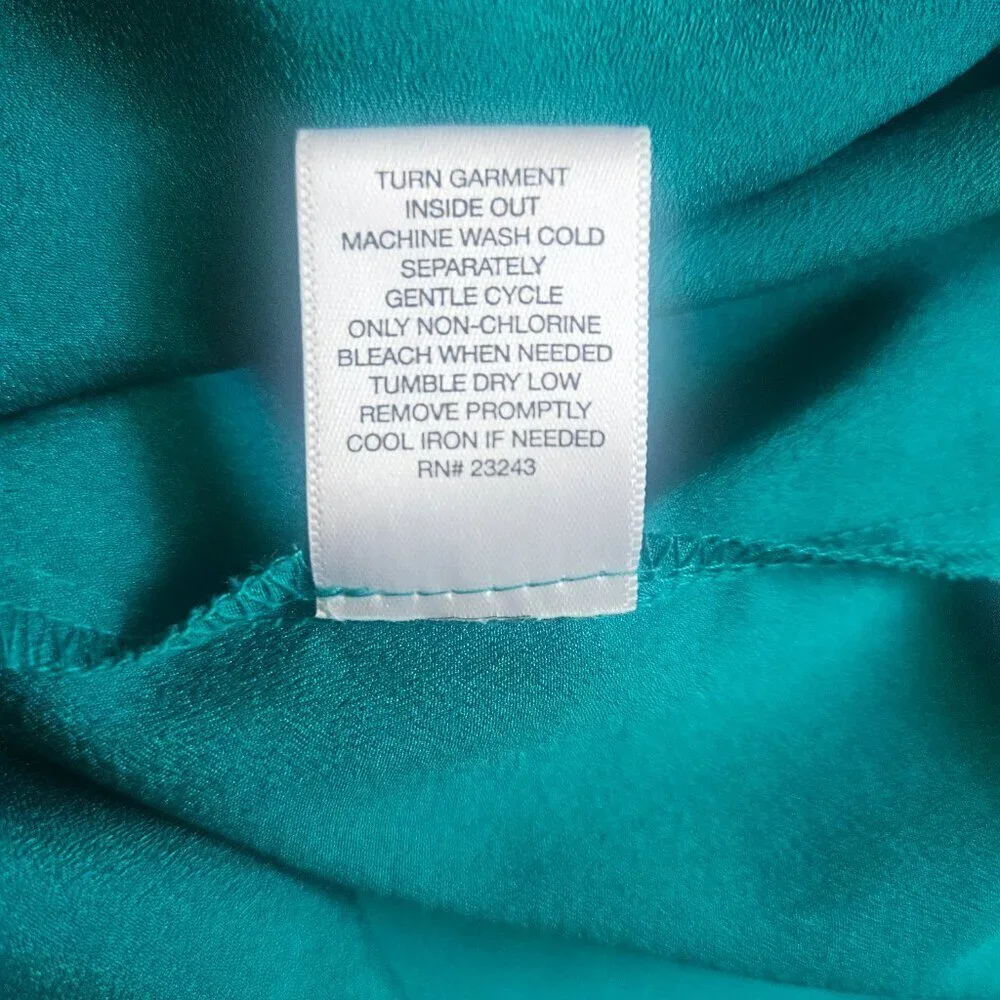 TURN GARMENT
INSIDE OUT
MACHINE WASH COLD
SEPARATELY
GENTLE CYCLE
ONLY NON-CHLORINE
BLEACH WHEN NEEDED
TUMBLE DRY LOW
REMOVE PROMPTLY
COOL IRON IF NEEDED
RN# 23243